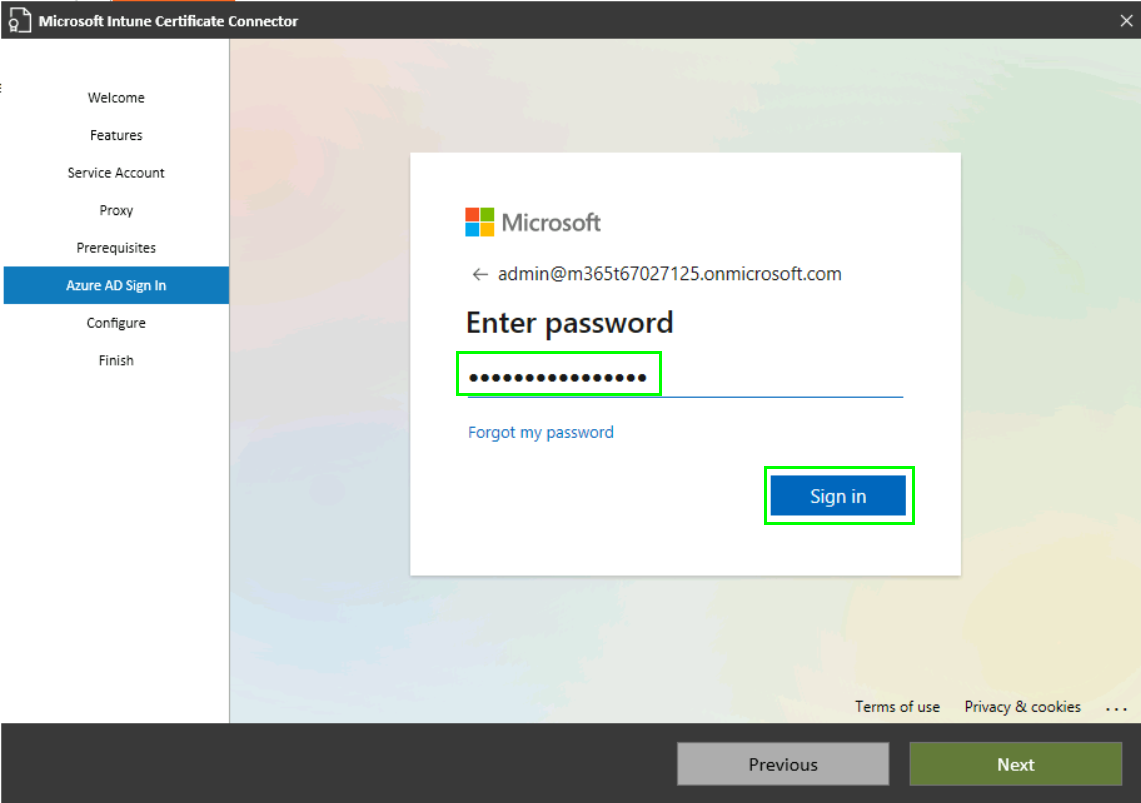 Microsoft Intune Certificate Connector
Welcome
Features
Service Account
Proxy
Prerequisites
Azure AD Sign In
Configure
Finish
Microsoft
admin@m365t67027125.onmicrosoft.com
Enter password
••••••••••••••••
Forgot my password
Sign in
Terms of use Privacy & cookies ...
Previous Next